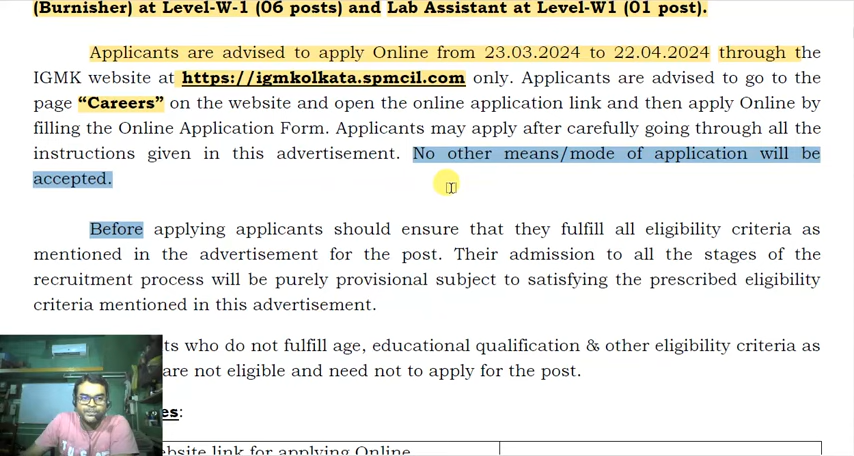 (Burnisher) at Level-W-1 (06 posts) and Lab Assistant at Level-W1 (01 post).
Applicants are advised to apply Online from 23.03.2024 to 22.04.2024 through the
IGMK website at https://igmkolkata.spmcil.com only. Applicants are advised to go to the
page “Careers” on the website and open the online application link and then apply Online by
filling the Online Application Form. Applicants may apply after carefully going through all the
instructions given in this advertisement. No other means/mode of application will be
accepted.
Before applying applicants should ensure that they fulfill all eligibility criteria as
mentioned in the advertisement for the post. Their admission to all the stages of the
recruitment process will be purely provisional subject to satisfying the prescribed eligibility
criteria mentioned in this advertisement.
ts who do not fulfill age, educational qualification & other eligibility criteria as
are not eligible and need not to apply for the post.
es:
ebsite link for applying Online